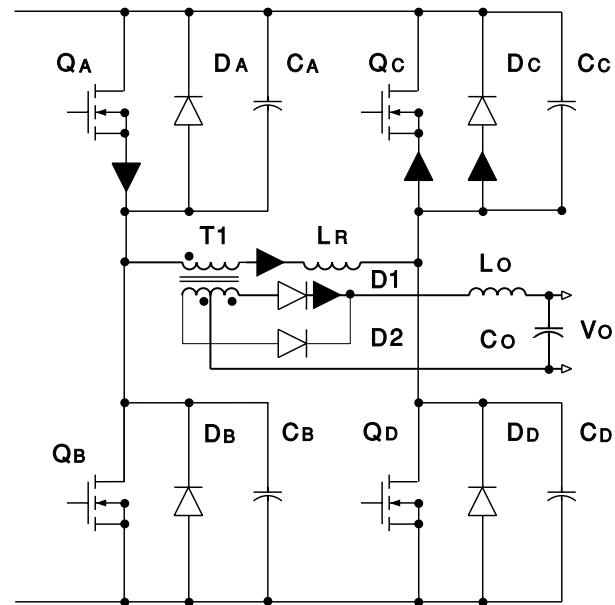 QA DA CA QC DC CC
T1 LR
D1 LO
D2 CO VO
QB DB CB QD DD CD